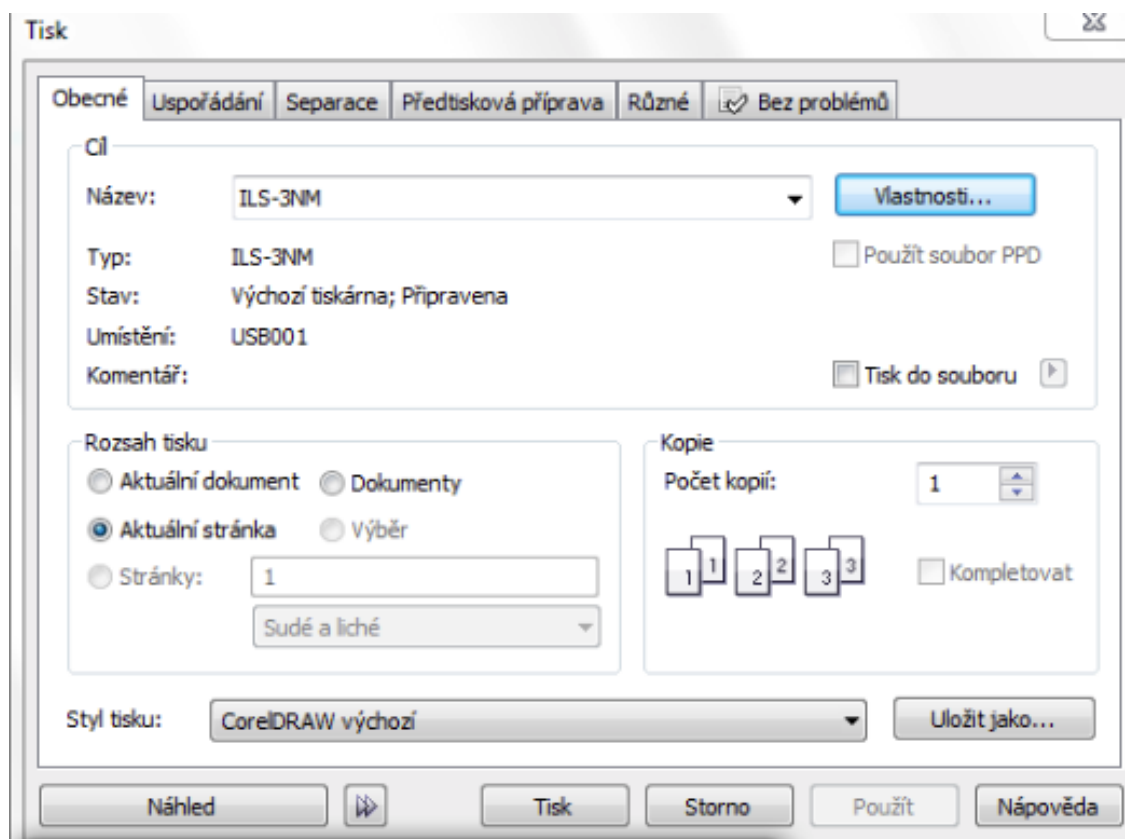 Tisk
Obecné Uspořádání Separace Předtisková příprava Různé Bez problémů
Cíl
Název: ILS-3NM Vlastnosti...
Typ: ILS-3NM Použít soubor PPD
Stav: Výchozí tiskárna; Připravena
Umístění: USB001
Komentář: Tisk do souboru
Rozsah tisku
Aktuální dokument Dokumenty
Aktuální stránka Výběr
Stránky: 1
Sudé a liché
Kopie
Počet kopií: 1
1 1 2 2 3 3 Kompletovat
Styl tisku: CorelDRAW výchozí Uložit jako...
Náhled Tisk Storno Použít Nápověda